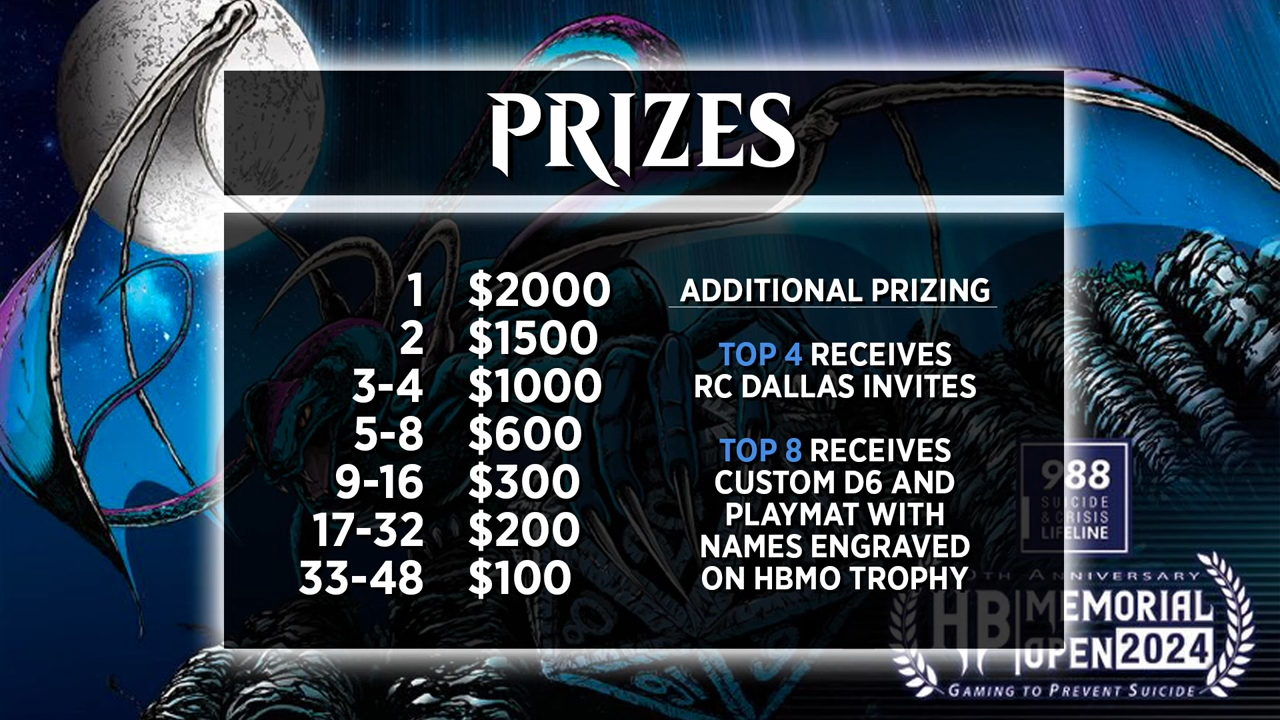 PRIZES
1 $2000
2 $1500
3-4 $1000
5-8 $600
9-16 $300
17-32 $200
33-48 $100
ADDITIONAL PRIZING
TOP 4 RECEIVES
RC DALLAS INVITES
TOP 8 RECEIVES
CUSTOM D6 AND
PLAYMAT WITH
NAMES ENGRAVED
ON HBMO TROPHY
988
SUICIDE
& CRISIS
LIFELINE
ANNIVERSARY
HB MEMORIAL
OPEN 2024
GAMING TO PREVENT SUICIDE